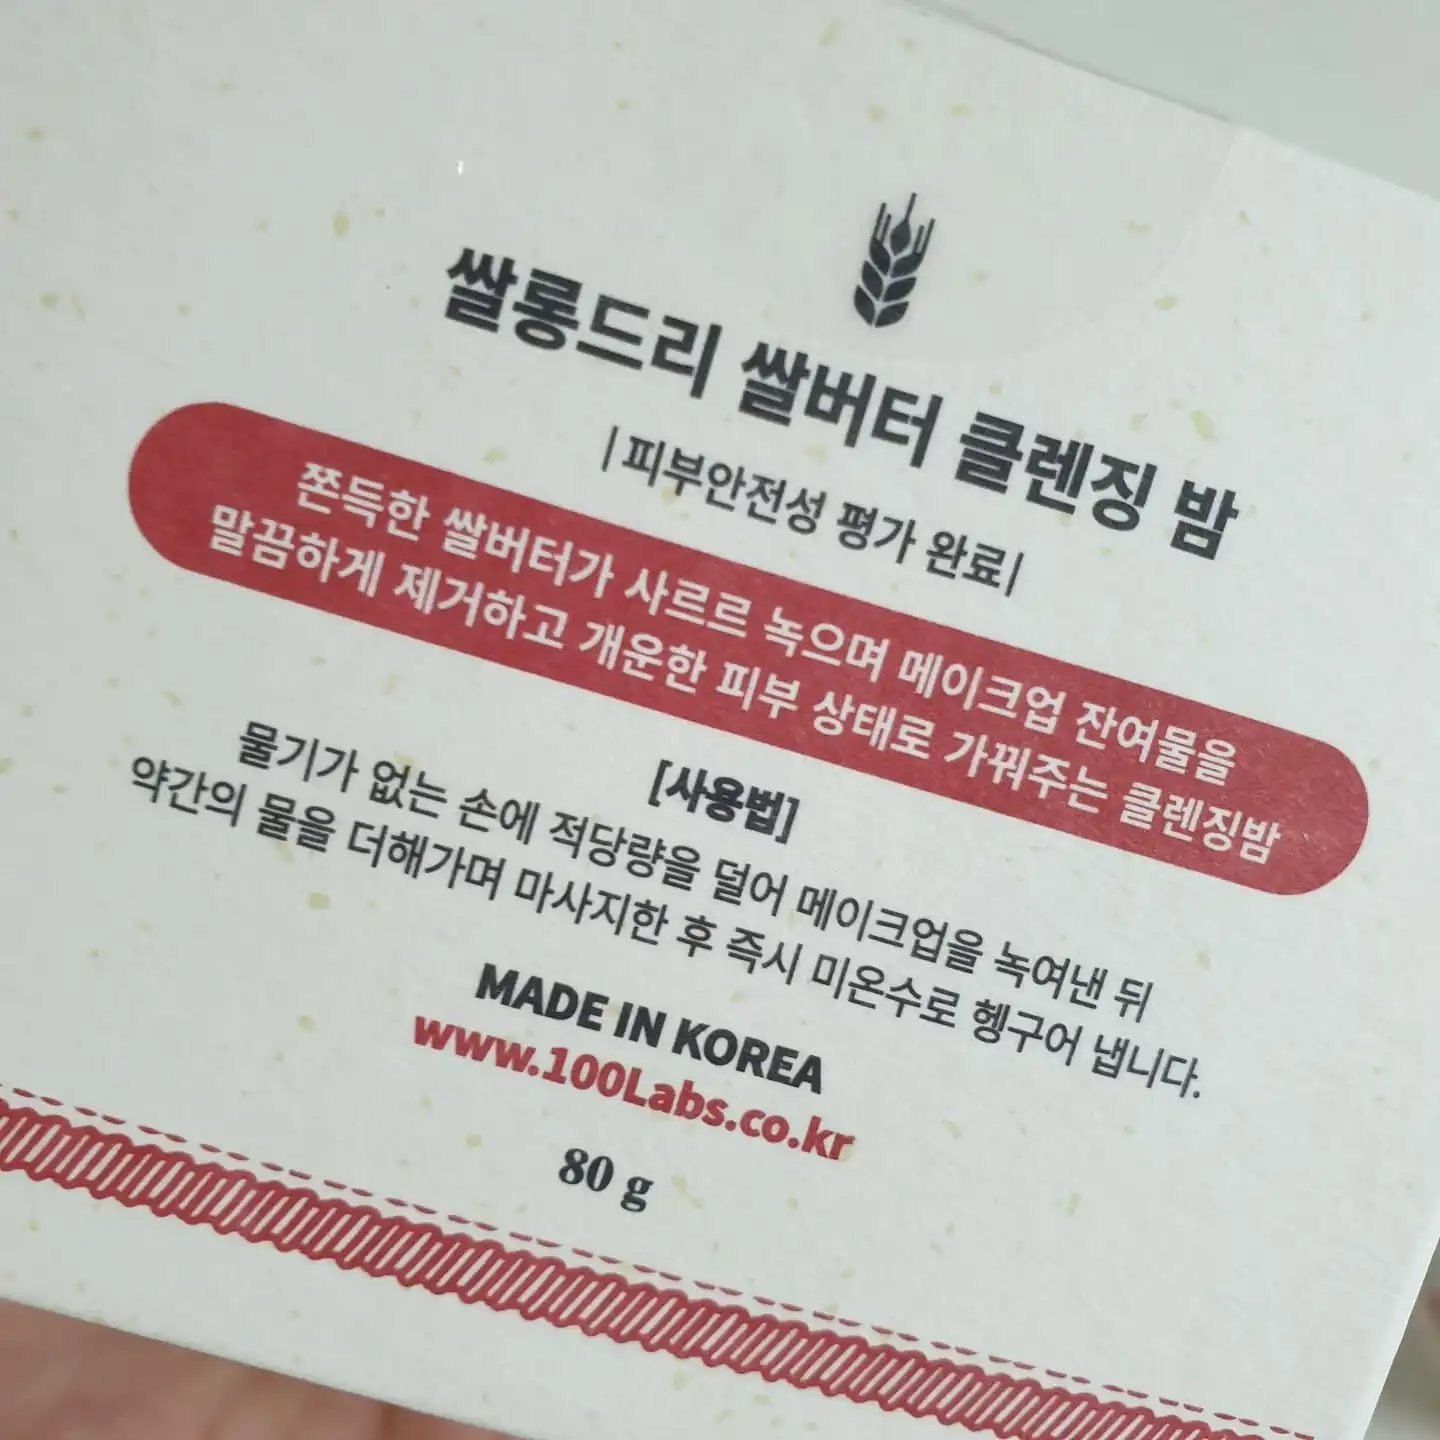 쌀롱드리 쌀버터 클렌징 밤
|피부안전성 평가 완료|
쫀득한 쌀버터가 사르르 녹으며 메이크업 잔여물을
말끔하게 제거하고 개운한 피부 상태로 가꿔주는 클렌징밤
[사용법]
물기가 없는 손에 적당량을 덜어 메이크업을 녹여낸 뒤
약간의 물을 더해가며 마사지한 후 즉시 미온수로 헹구어 냅니다.
MADE IN KOREA
www.100Labs.co.kr
80 g